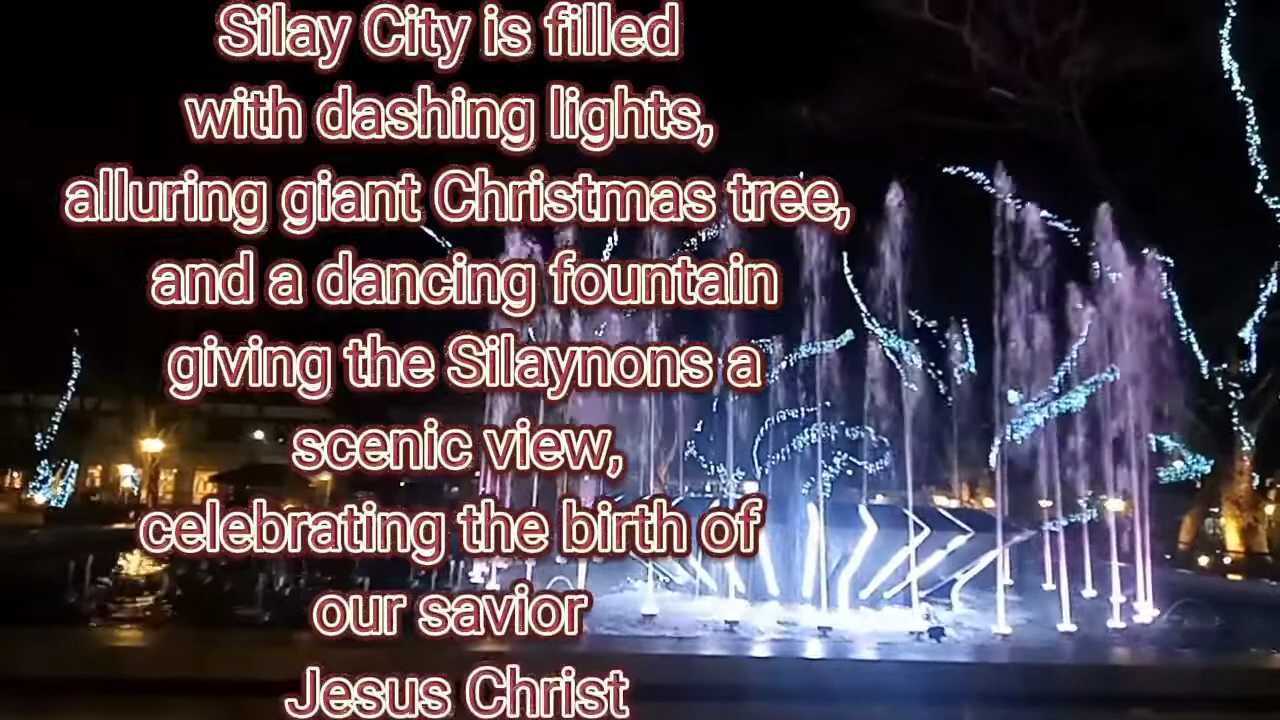 Silay City is filled
with dashing lights,
alluring giant Christmas tree,
and a dancing fountain
giving the Silaynons a
scenic view,
celebrating the birth of
our savior
Jesus Christ